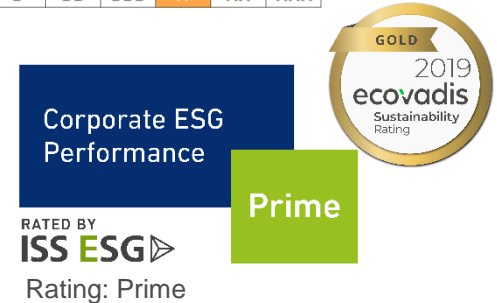 GOLD
2019
ecovadis
Sustainability
Rating
Corporate ESG
Performance
Prime
RATED BY
ISS ESG
Rating: Prime